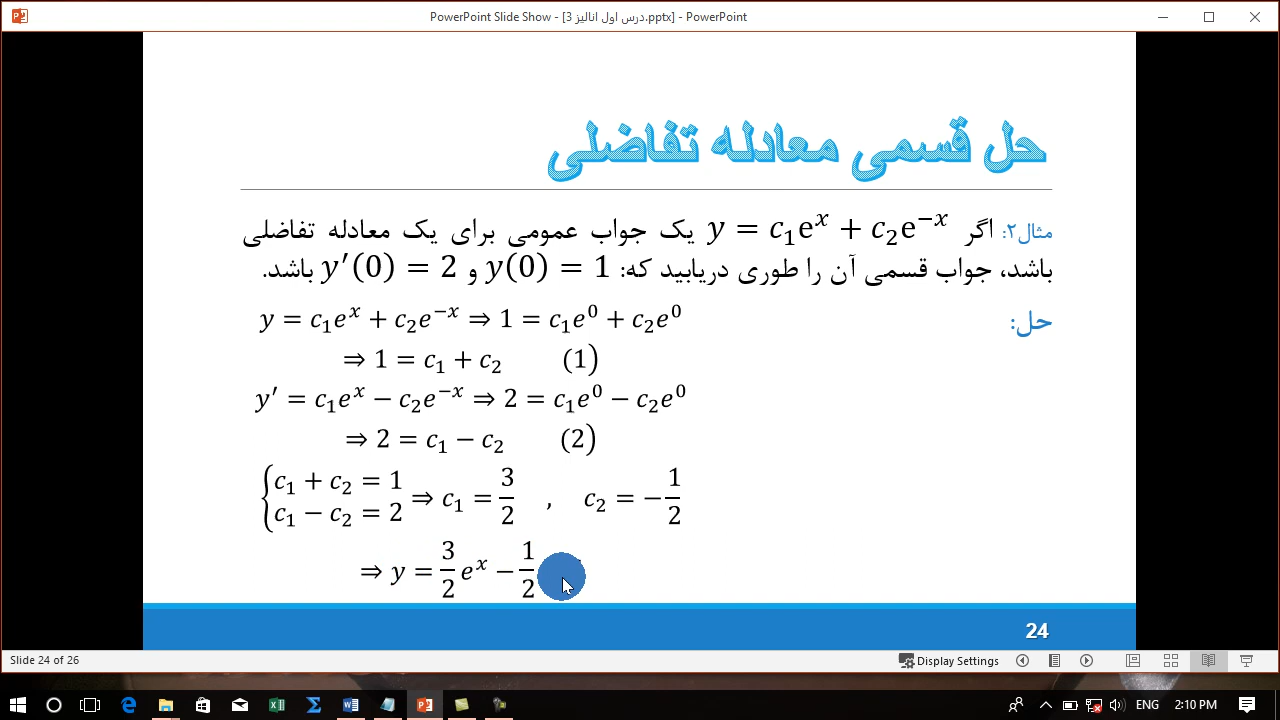 PowerPoint Slide Show - [درس اول انالیز 3.pptx] - PowerPoint
حل قسمی معادله تفاضلی
مثال۲: اگر y = c₁eˣ + c₂e⁻ˣ یک جواب عمومی برای یک معادله تفاضلی
باشد، جواب قسمی آن را طوری دریابید که: y(0) = 1 و y′(0) = 2 باشد.
حل:
y = c₁eˣ + c₂e⁻ˣ ⇒ 1 = c₁e⁰ + c₂e⁰
⇒ 1 = c₁ + c₂ (1)
y′ = c₁eˣ − c₂e⁻ˣ ⇒ 2 = c₁e⁰ − c₂e⁰
⇒ 2 = c₁ − c₂ (2)
{c₁ + c₂ = 1
c₁ − c₂ = 2 ⇒ c₁ = 3/2 , c₂ = −1/2
⇒ y = 3/2 eˣ − 1/2
24
Slide 24 of 26
Display Settings
ENG
2:10 PM